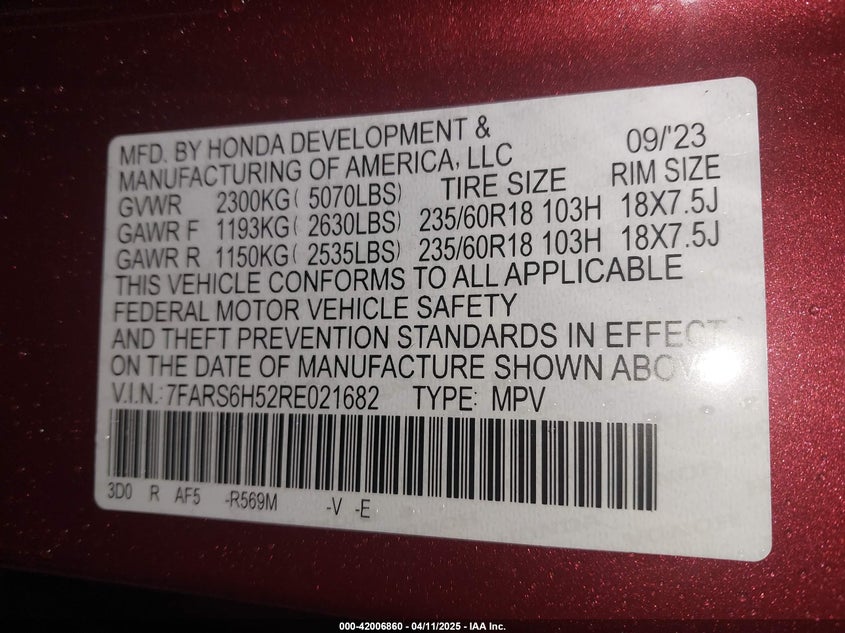 MFD. BY HONDA DEVELOPMENT & 09/'23
MANUFACTURING OF AMERICA, LLC
GVWR 2300KG( 5070LBS) TIRE SIZE RIM SIZE
GAWR F 1193KG( 2630LBS) 235/60R18 103H 18X7.5J
GAWR R 1150KG( 2535LBS) 235/60R18 103H 18X7.5J
THIS VEHICLE CONFORMS TO ALL APPLICABLE
FEDERAL MOTOR VEHICLE SAFETY
AND THEFT PREVENTION STANDARDS IN EFFECT
ON THE DATE OF MANUFACTURE SHOWN ABOVE
V.I.N.: 7FARS6H52RE021682 TYPE: MPV
3D0 R AF5 -R569M -V -E
000-42006860 - 04/11/2025 - IAA Inc.